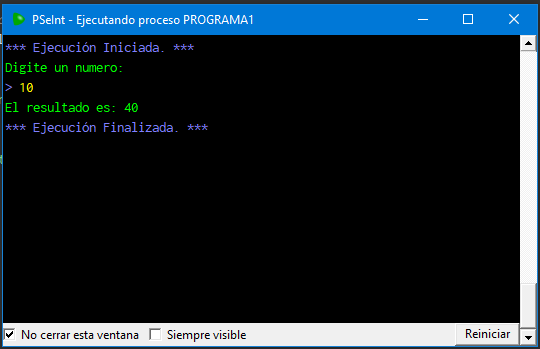 PSeInt - Ejecutando proceso PROGRAMA1
*** Ejecución Iniciada. ***
Digite un numero:
> 10
El resultado es: 40
*** Ejecución Finalizada. ***
No cerrar esta ventana Siempre visible Reiniciar